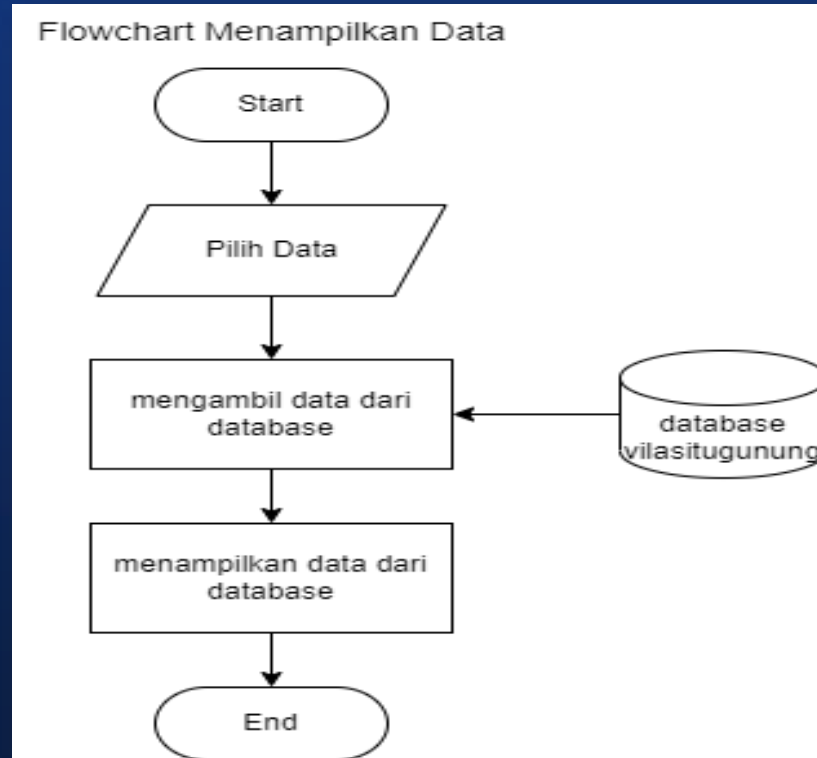 Flowchart Menampilkan Data
Start
Pilih Data
mengambil data dari
database
database
vilasitugunung
menampilkan data dari
database
End